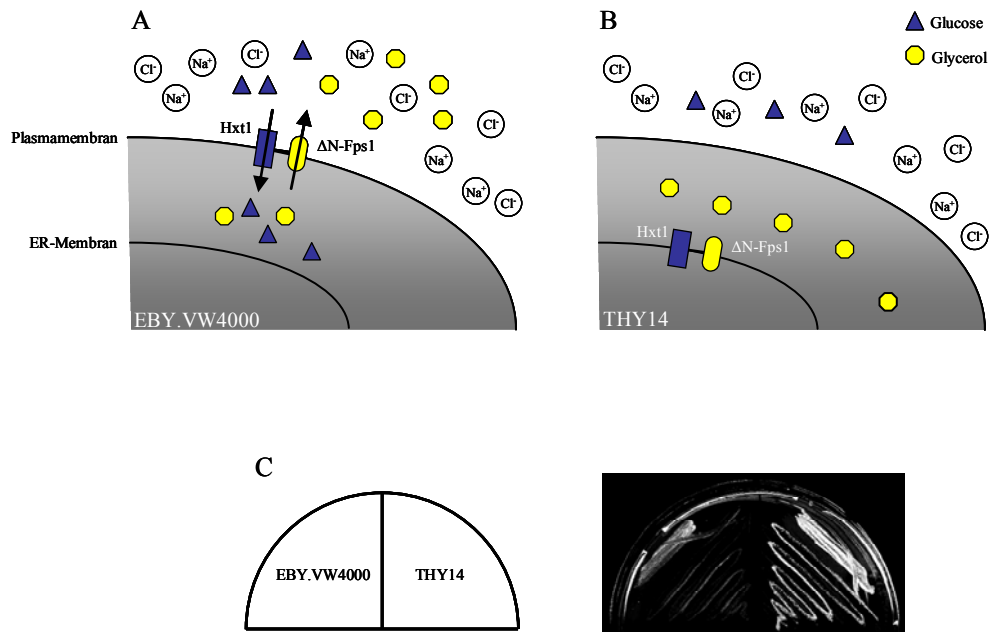 A
B
Glucose
Glycerol
Cl⁻
Na⁺
Cl⁻
Na⁺
Na⁺
Cl⁻
Cl⁻
Na⁺
Na⁺
Cl⁻
Cl⁻
Na⁺
Cl⁻
Na⁺
Na⁺
Cl⁻
Na⁺
Cl⁻
Na⁺
Cl⁻
Hxt1
ΔN-Fps1
Plasmamembran
ER-Membran
Hxt1
ΔN-Fps1
EBY.VW4000
THY14
C
EBY.VW4000
THY14